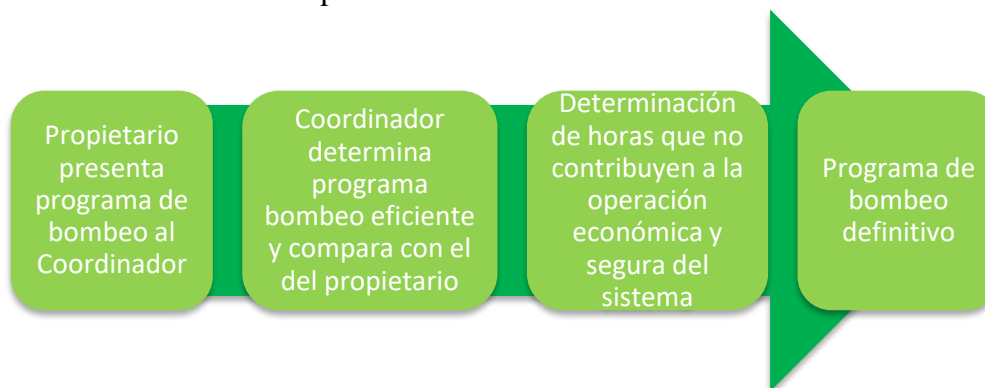 Propietario
presenta
programa de
bombeo al
Coordinador
Coordinador
determina
programa
bombeo eficiente
y compara con el
del propietario
Determinación
de horas que no
contribuyen a la
operación
económica y
segura del
sistema
Programa de
bombeo
definitivo